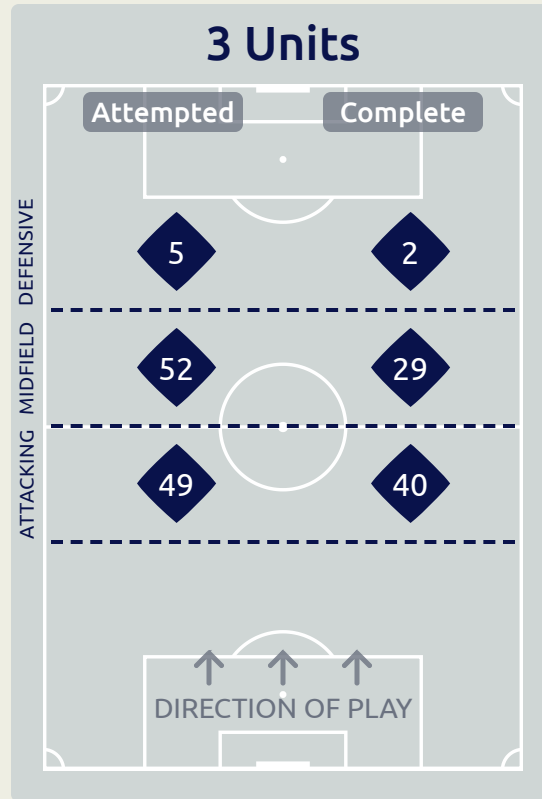 3 Units
Attempted Complete
DEFENSIVE
5 2
MIDFIELD
52 29
ATTACKING
49 40
DIRECTION OF PLAY